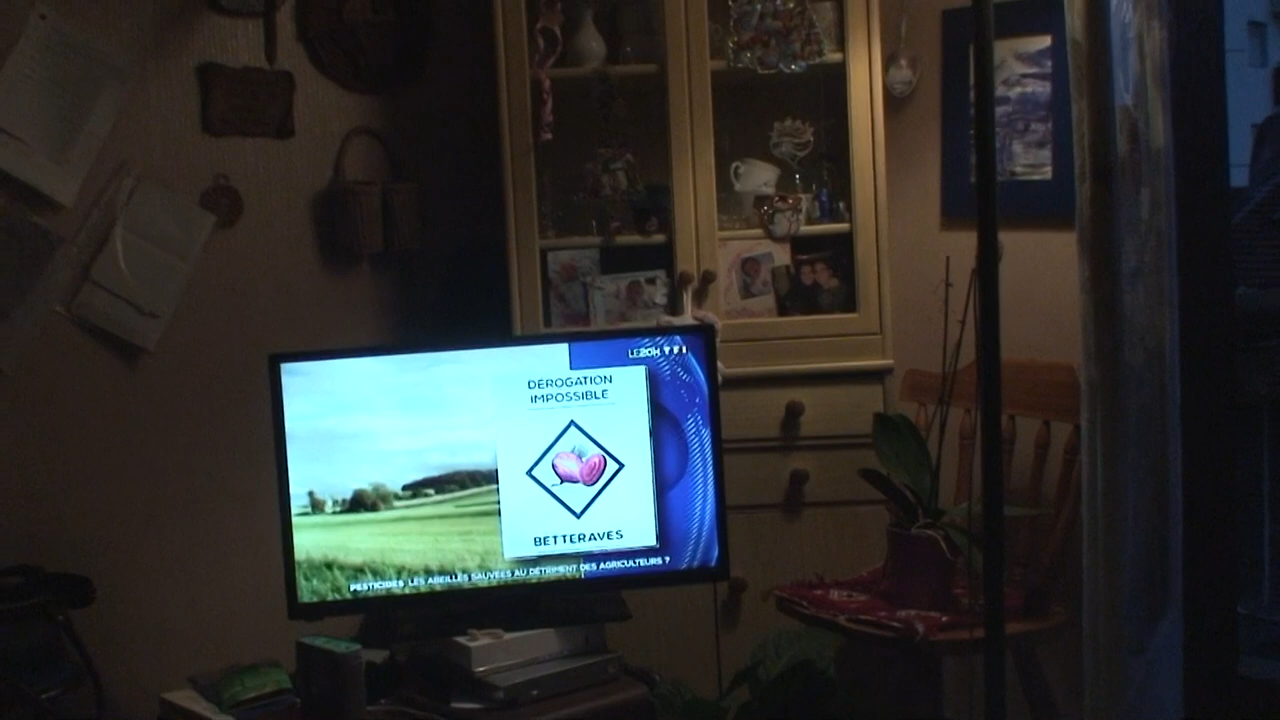 LE20H TF1
DÉROGATION
IMPOSSIBLE
BETTERAVES
PESTICIDES LES ABEILLES SAUVÉES AU DÉTRIMENT DES AGRICULTEURS ?